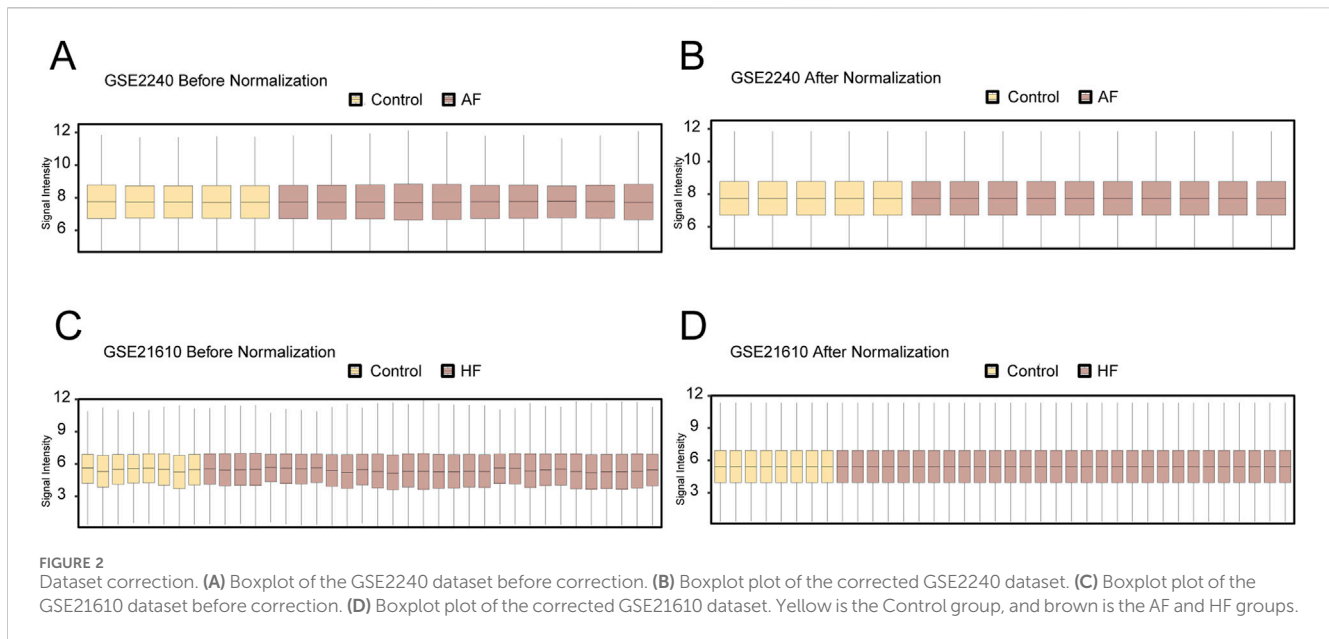 A
GSE2240 Before Normalization
Control AF
Signal Intensity
12
10
8
6
B
GSE2240 After Normalization
Control AF
Signal Intensity
12
10
8
6
C
GSE21610 Before Normalization
Control HF
Signal Intensity
12
9
6
3
D
GSE21610 After Normalization
Control HF
Signal Intensity
12
9
6
3
FIGURE 2
Dataset correction. (A) Boxplot of the GSE2240 dataset before correction. (B) Boxplot plot of the corrected GSE2240 dataset. (C) Boxplot plot of the
GSE21610 dataset before correction. (D) Boxplot plot of the corrected GSE21610 dataset. Yellow is the Control group, and brown is the AF and HF groups.